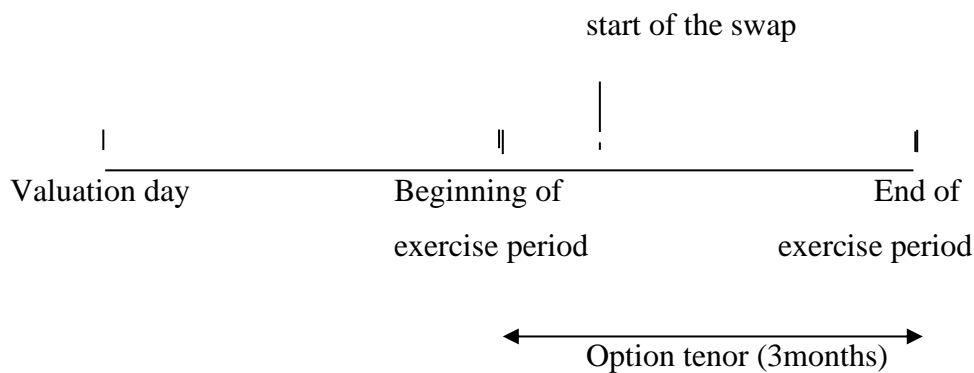 start of the swap
Valuation day
Beginning of
exercise period
End of
exercise period
Option tenor (3months)